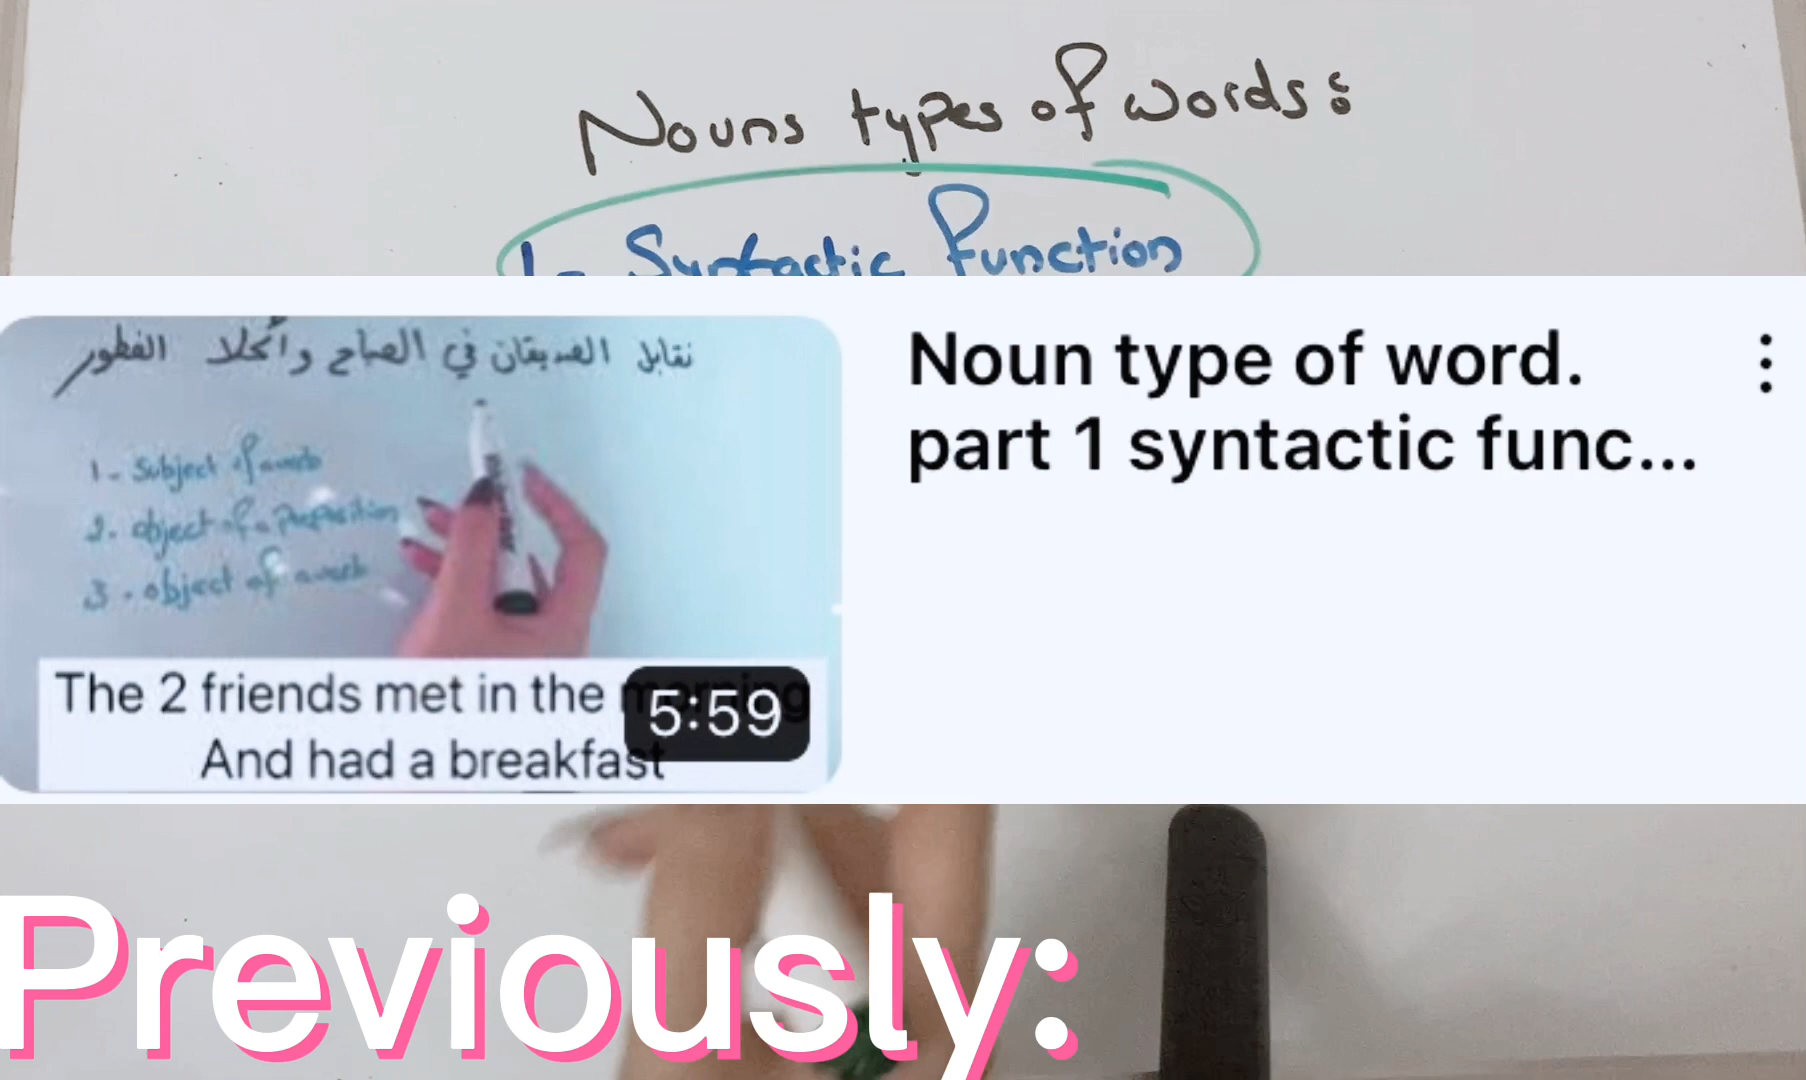 Nouns types of words:
1- Syntactic Function
تقابل الصديقان في الصباح وأكلا الفطور
1- Subject of a verb
2. object of a preposition
3. object of a verb
The 2 friends met in the morning
5:59
And had a breakfast
Noun type of word.
part 1 syntactic func...
Previously: